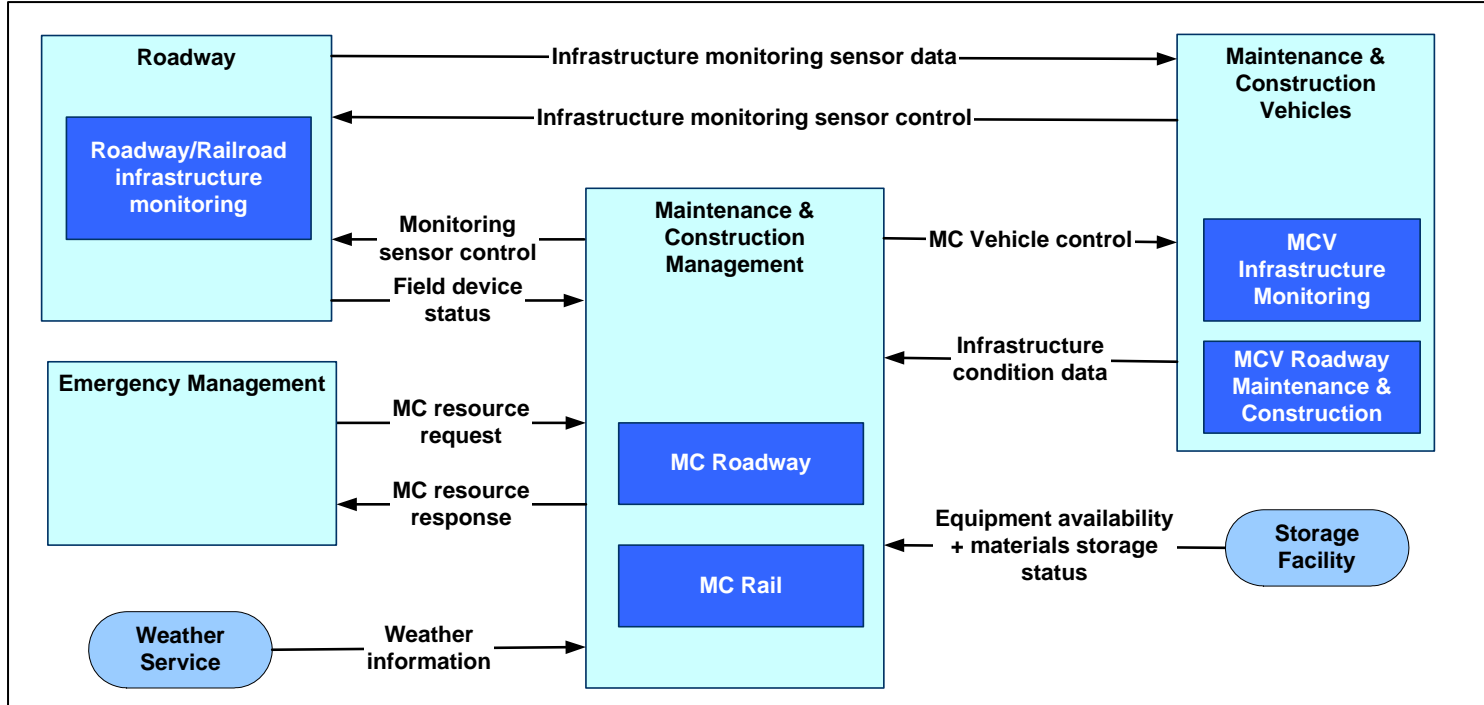 Roadway
Infrastructure monitoring sensor data
Maintenance &
Construction
Vehicles
Infrastructure monitoring sensor control
Roadway/Railroad
infrastructure
monitoring
Monitoring
sensor control
Field device
status
Maintenance &
Construction
Management
MC Vehicle control
MCV
Infrastructure
Monitoring
Infrastructure
condition data
MCV Roadway
Maintenance &
Construction
Emergency Management
MC resource
request
MC resource
response
MC Roadway
MC Rail
Equipment availability
+ materials storage
status
Storage
Facility
Weather
Service
Weather
information